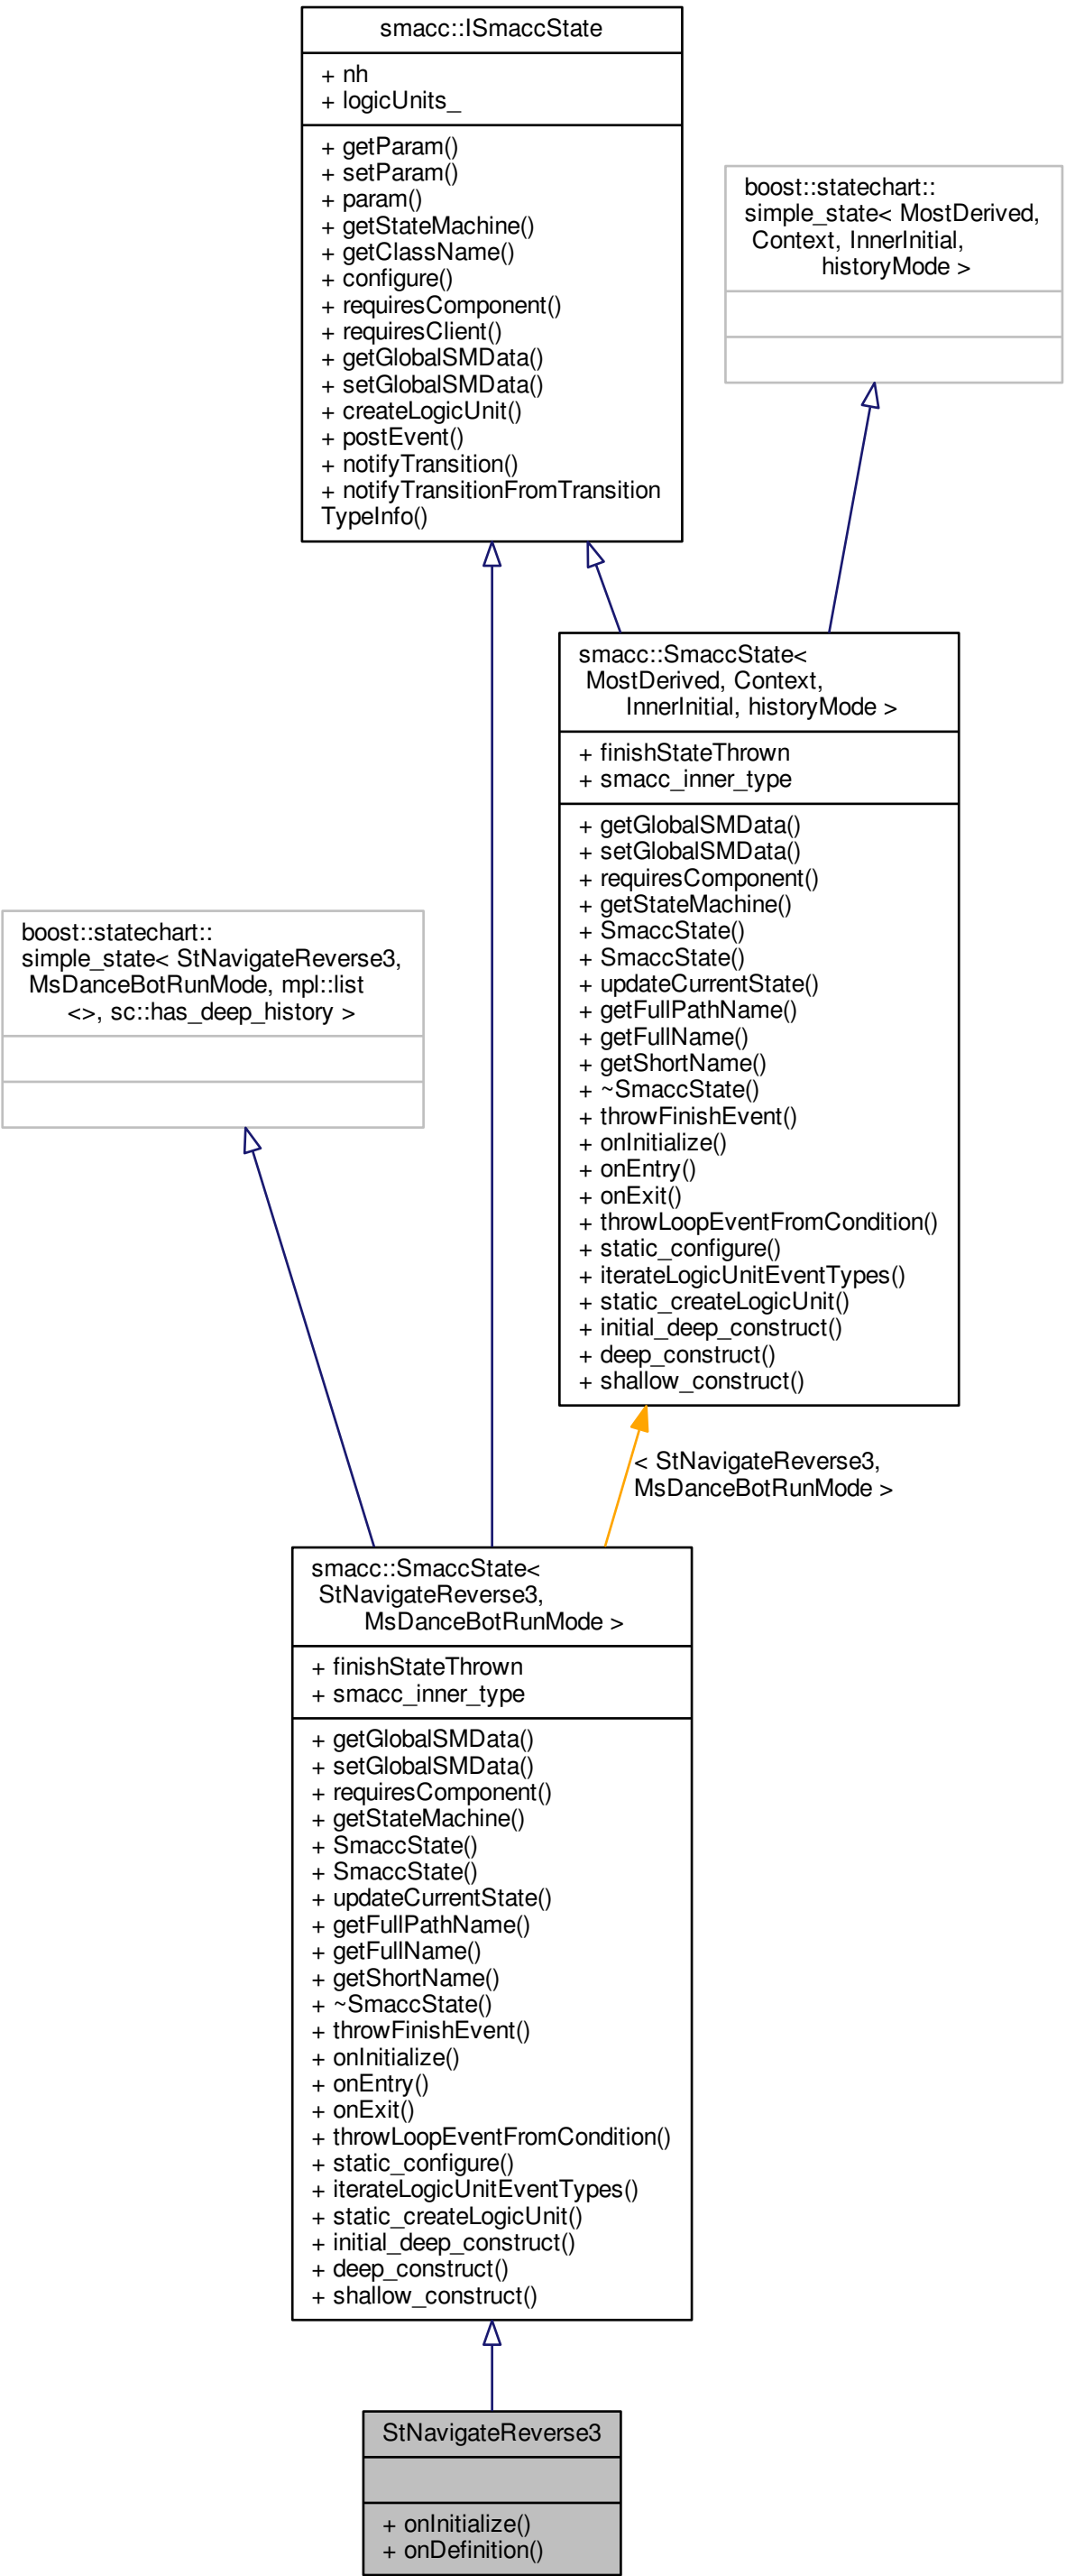 smacc::ISmaccState
+ nh
+ logicUnits_
+ getParam()
+ setParam()
+ param()
+ getStateMachine()
+ getClassName()
+ configure()
+ requiresComponent()
+ requiresClient()
+ getGlobalSMData()
+ setGlobalSMData()
+ createLogicUnit()
+ postEvent()
+ notifyTransition()
+ notifyTransitionFromTransition
TypeInfo()
boost::statechart::
simple_state< MostDerived,
Context, InnerInitial,
historyMode >
smacc::SmaccState<
MostDerived, Context,
InnerInitial, historyMode >
+ finishStateThrown
+ smacc_inner_type
+ getGlobalSMData()
+ setGlobalSMData()
+ requiresComponent()
+ getStateMachine()
+ SmaccState()
+ SmaccState()
+ updateCurrentState()
+ getFullPathName()
+ getFullName()
+ getShortName()
+ ~SmaccState()
+ throwFinishEvent()
+ onInitialize()
+ onEntry()
+ onExit()
+ throwLoopEventFromCondition()
+ static_configure()
+ iterateLogicUnitEventTypes()
+ static_createLogicUnit()
+ initial_deep_construct()
+ deep_construct()
+ shallow_construct()
boost::statechart::
simple_state< StNavigateReverse3,
MsDanceBotRunMode, mpl::list
<>, sc::has_deep_history >
< StNavigateReverse3,
MsDanceBotRunMode >
smacc::SmaccState<
StNavigateReverse3,
MsDanceBotRunMode >
+ finishStateThrown
+ smacc_inner_type
+ getGlobalSMData()
+ setGlobalSMData()
+ requiresComponent()
+ getStateMachine()
+ SmaccState()
+ SmaccState()
+ updateCurrentState()
+ getFullPathName()
+ getFullName()
+ getShortName()
+ ~SmaccState()
+ throwFinishEvent()
+ onInitialize()
+ onEntry()
+ onExit()
+ throwLoopEventFromCondition()
+ static_configure()
+ iterateLogicUnitEventTypes()
+ static_createLogicUnit()
+ initial_deep_construct()
+ deep_construct()
+ shallow_construct()
StNavigateReverse3
+ onInitialize()
+ onDefinition()